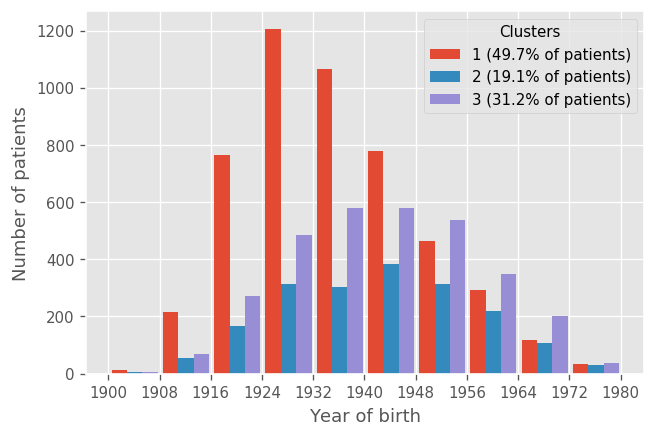 Clusters
1 (49.7% of patients)
2 (19.1% of patients)
3 (31.2% of patients)
Number of patients
1200
1000
800
600
400
200
0
1900 1908 1916 1924 1932 1940 1948 1956 1964 1972 1980
Year of birth